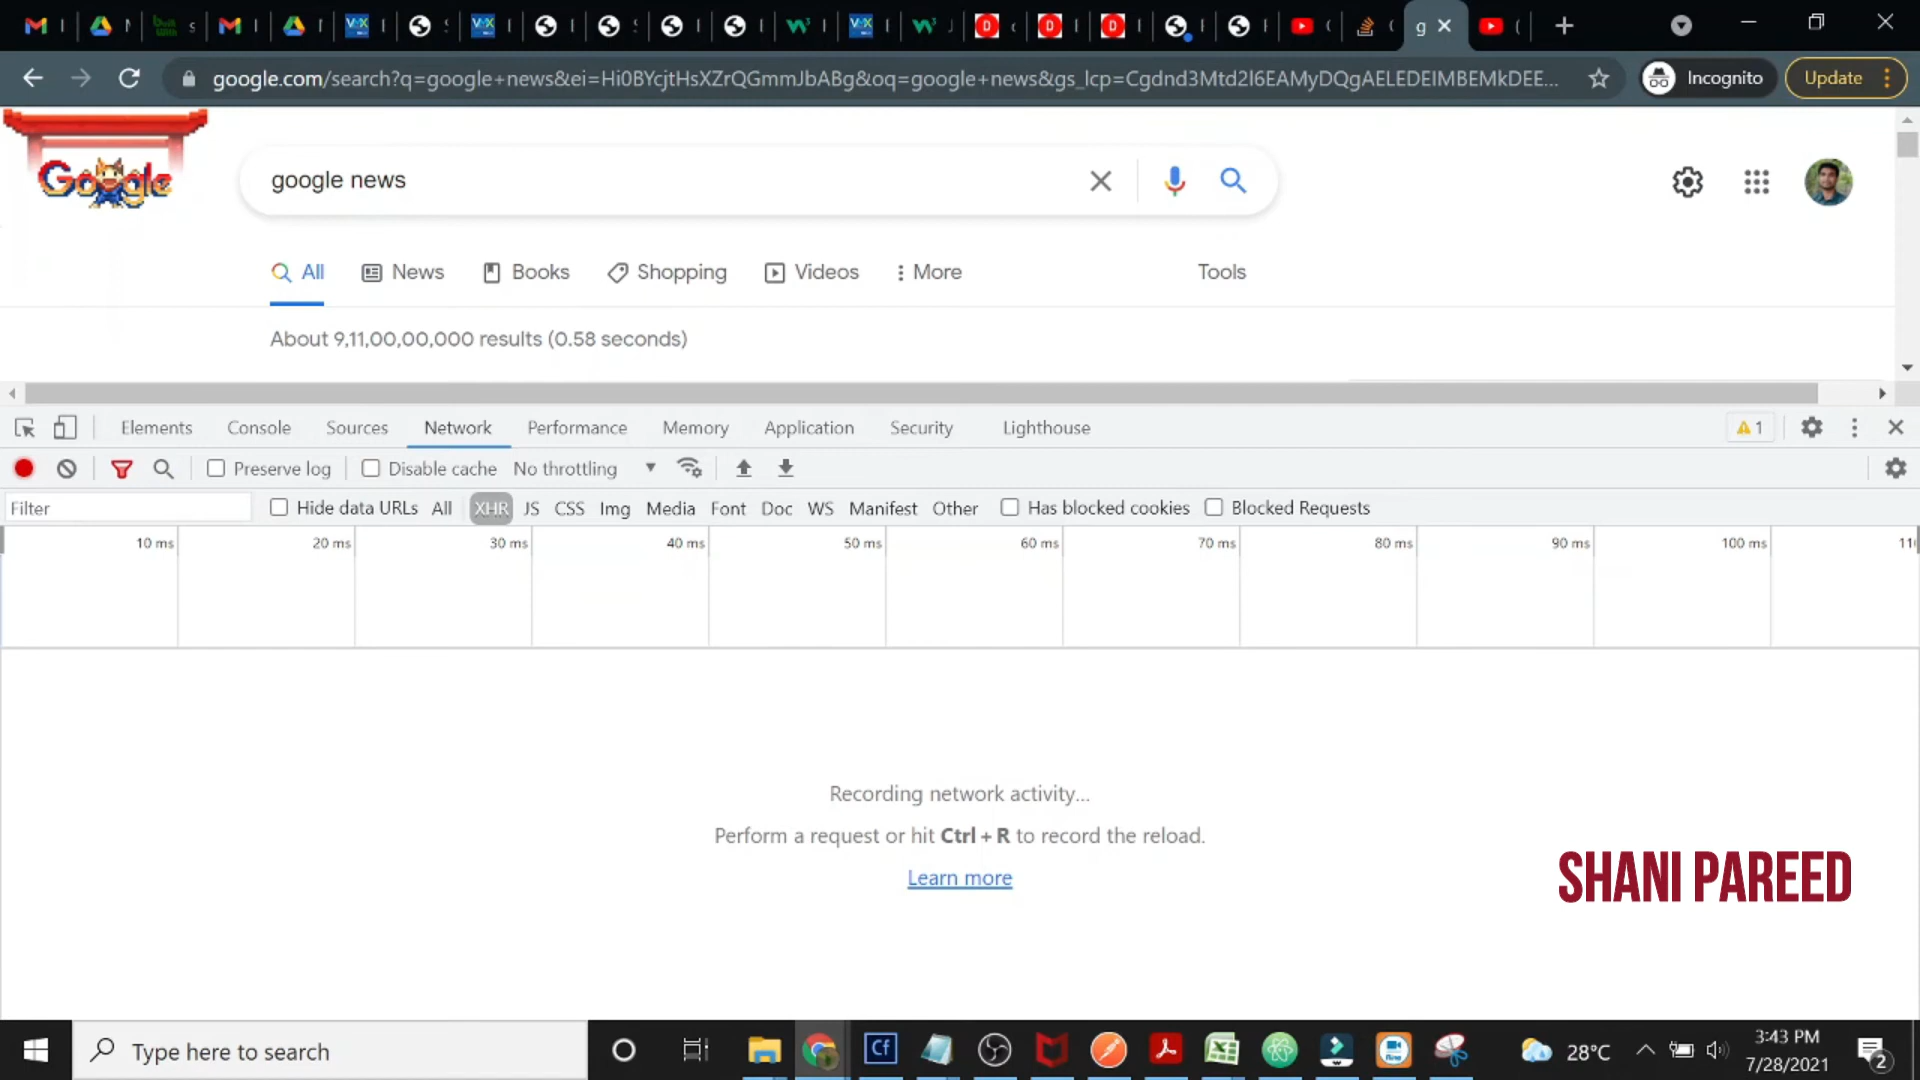 google.com/search?q=google+news&ei=Hi0BYcjtHsXZrQGmmJbABg&oq=google+news&gs_lcp=Cgdnd3Mtd2l6EAMyDQgAELEDEIMBEMkDEE...
Incognito
Update
Google
google news
All
News
Books
Shopping
Videos
More
Tools
About 9,11,00,00,000 results (0.58 seconds)
Elements
Console
Sources
Network
Performance
Memory
Application
Security
Lighthouse
1
Preserve log
Disable cache
No throttling
Filter
Hide data URLs
All
XHR
JS
CSS
Img
Media
Font
Doc
WS
Manifest
Other
Has blocked cookies
Blocked Requests
10 ms
20 ms
30 ms
40 ms
50 ms
60 ms
70 ms
80 ms
90 ms
100 ms
Recording network activity...
Perform a request or hit Ctrl + R to record the reload.
Learn more
SHANI PAREED
Type here to search
Cf
28°C
3:43 PM
7/28/2021
2